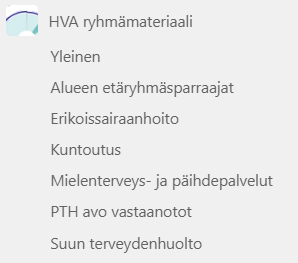 HVA ryhmämateriaali
Yleinen
Alueen etäryhmäsparraajat
Erikoissairaanhoito
Kuntoutus
Mielenterveys- ja päihdepalvelut
PTH avo vastaanotot
Suun terveydenhuolto